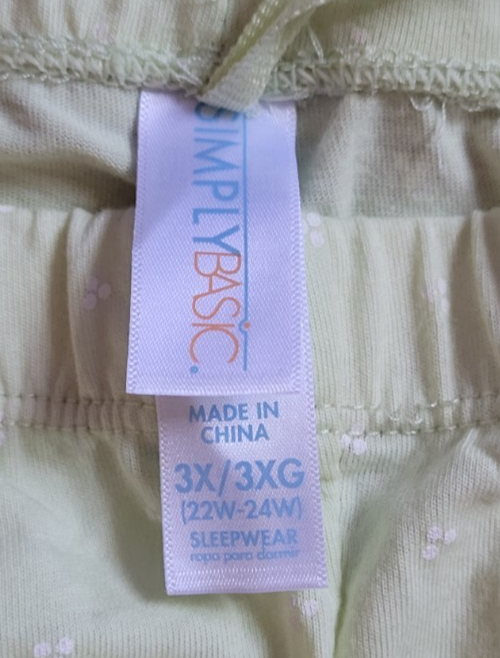 SIMPLYBASIC.
MADE IN
CHINA
3X/3XG
(22W-24W)
SLEEPWEAR
ropa para dormir